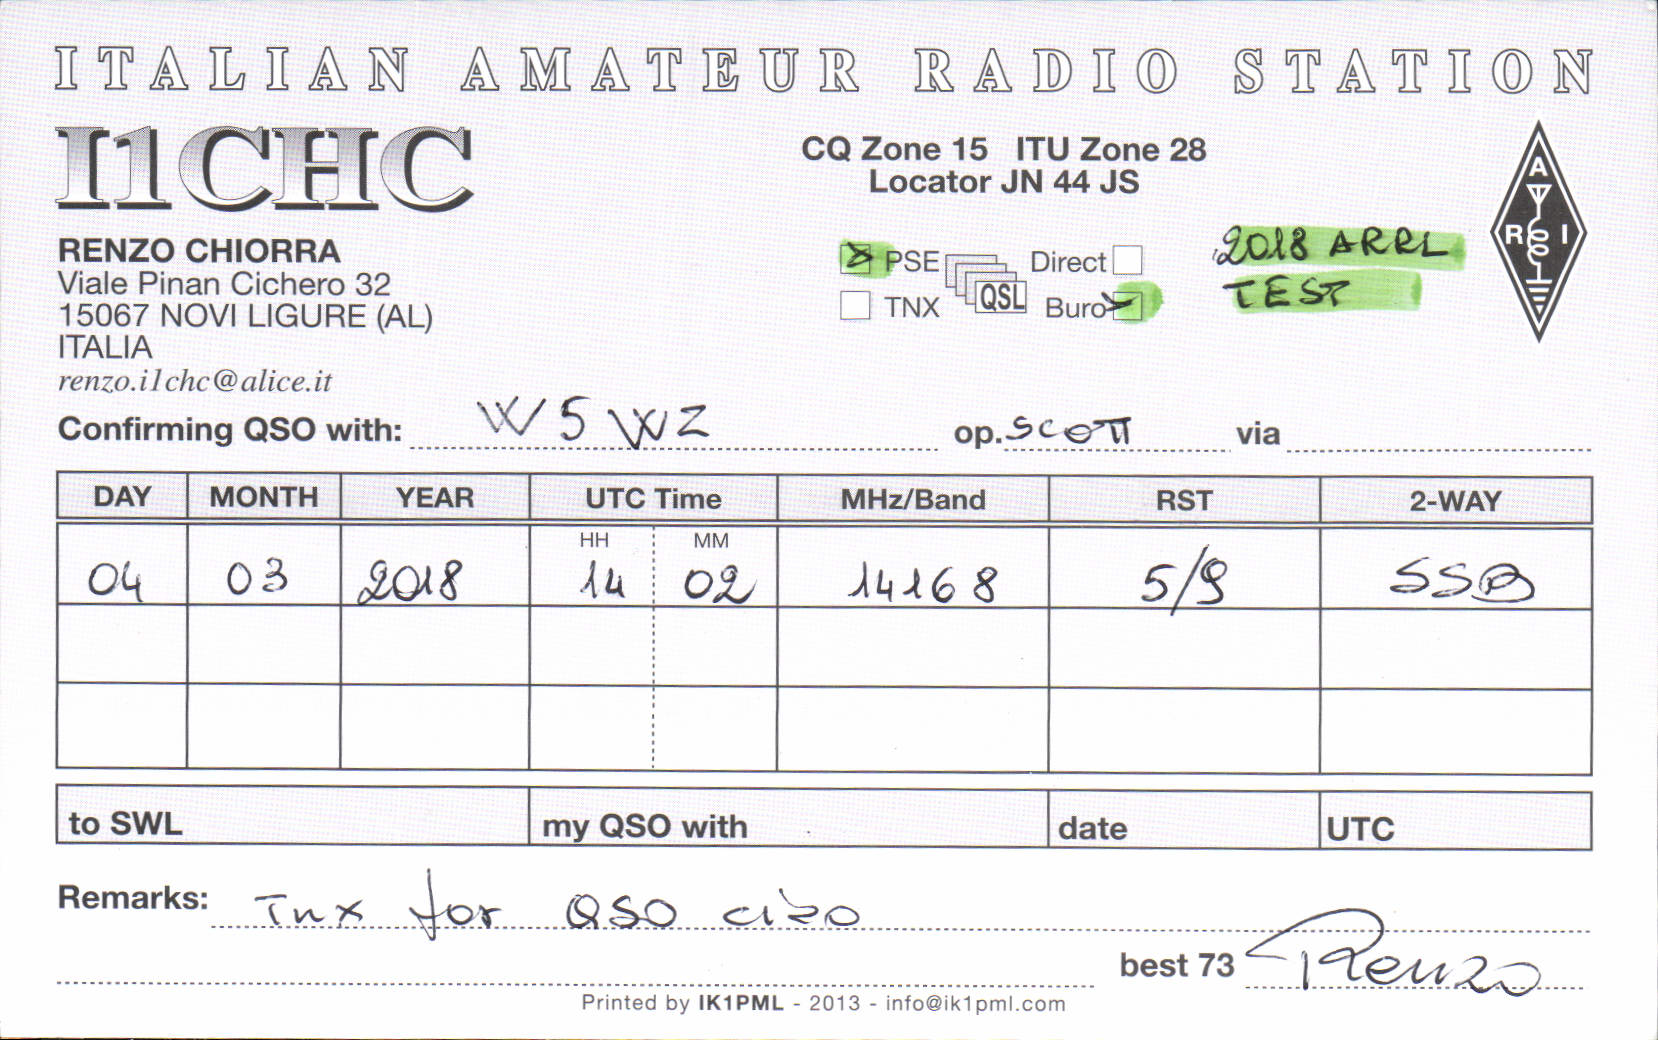 ITALIAN AMATEUR RADIO STATION
I1CHC
CQ Zone 15 ITU Zone 28
Locator JN 44 JS
RENZO CHIORRA
Viale Pinan Cichero 32
15067 NOVI LIGURE (AL)
ITALIA
renzo.i1chc@alice.it
PSE QSL Direct
TNX Buro
2018 ARRL
TEST
A
R I
Confirming QSO with: W5WZ op. SCOTT via
DAY MONTH YEAR UTC Time MHz/Band RST 2-WAY
HH MM
04 03 2018 14 02 14168 5/9 SSB
to SWL my QSO with date UTC
Remarks: Tnx for QSO ciao
best 73 Renzo
Printed by IK1PML - 2013 - info@ik1pml.com